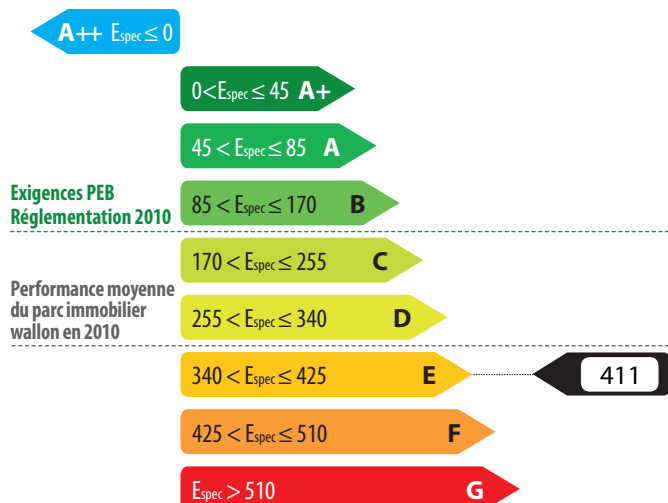 A++ Espec ≤ 0
0<Espec ≤ 45 A+
45 < Espec ≤ 85 A
Exigences PEB
Réglementation 2010
85 < Espec ≤ 170 B
170 < Espec ≤ 255 C
Performance moyenne
du parc immobilier
wallon en 2010
255 < Espec ≤ 340 D
340 < Espec ≤ 425 E
411
425 < Espec ≤ 510 F
Espec > 510 G